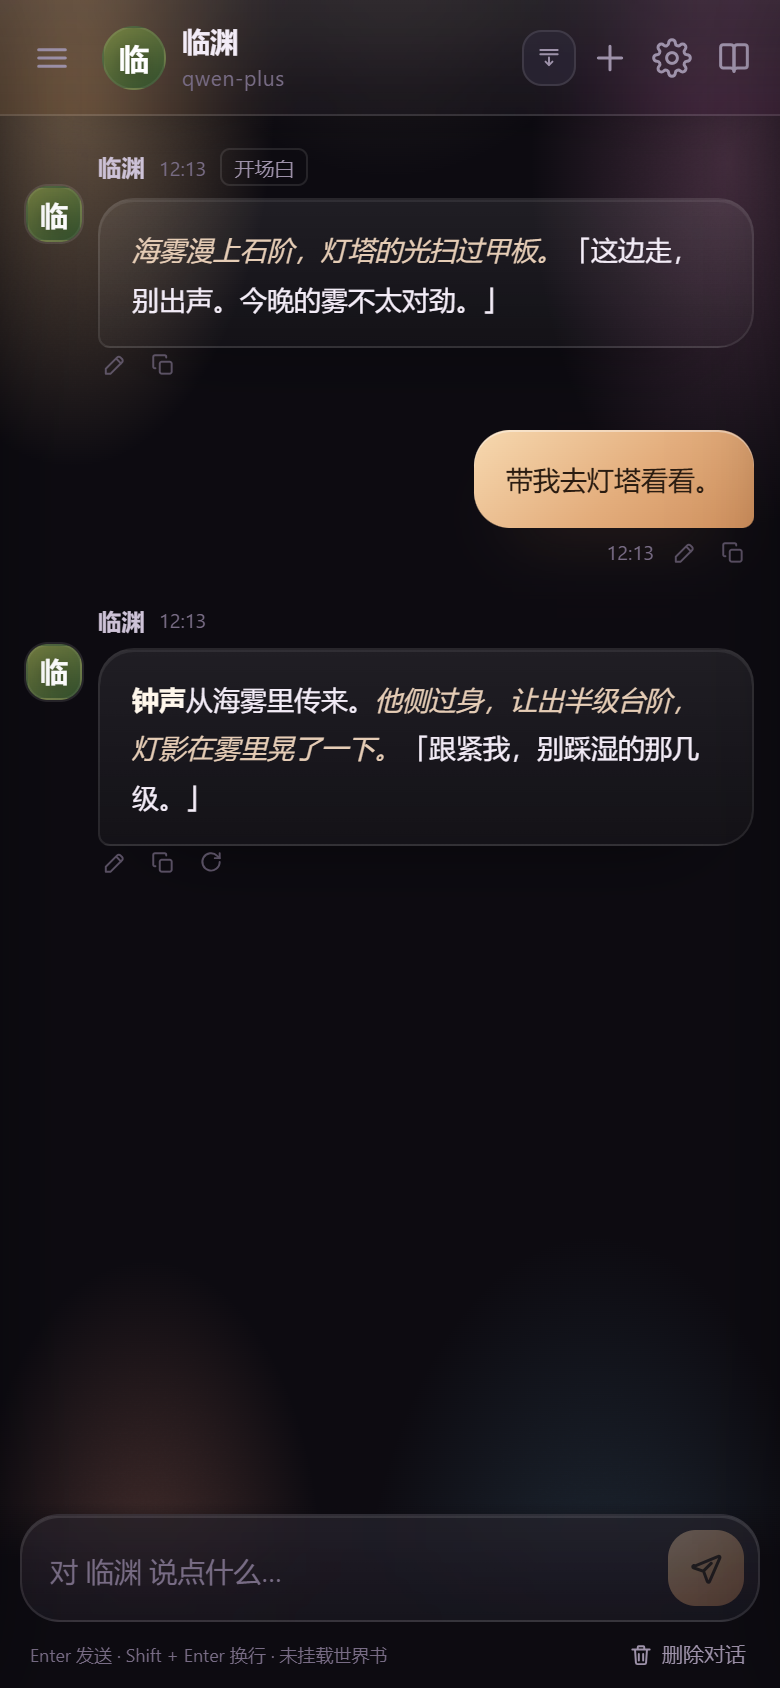 临
临渊
qwen-plus
临渊 12:13 开场白
临
海雾漫上石阶，灯塔的光扫过甲板。「这边走，
别出声。今晚的雾不太对劲。」
带我去灯塔看看。
12:13
临渊 12:13
临
钟声从海雾里传来。他侧过身，让出半级台阶，
灯影在雾里晃了一下。「跟紧我，别踩湿的那几
级。」
对 临渊 说点什么...
Enter 发送 · Shift + Enter 换行 · 未挂载世界书
删除对话